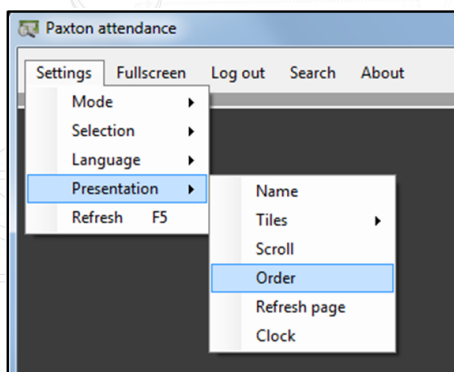 Paxton attendance
Settings Fullscreen Log out Search About
Mode
Selection
Language
Presentation
Refresh F5
Name
Tiles
Scroll
Order
Refresh page
Clock